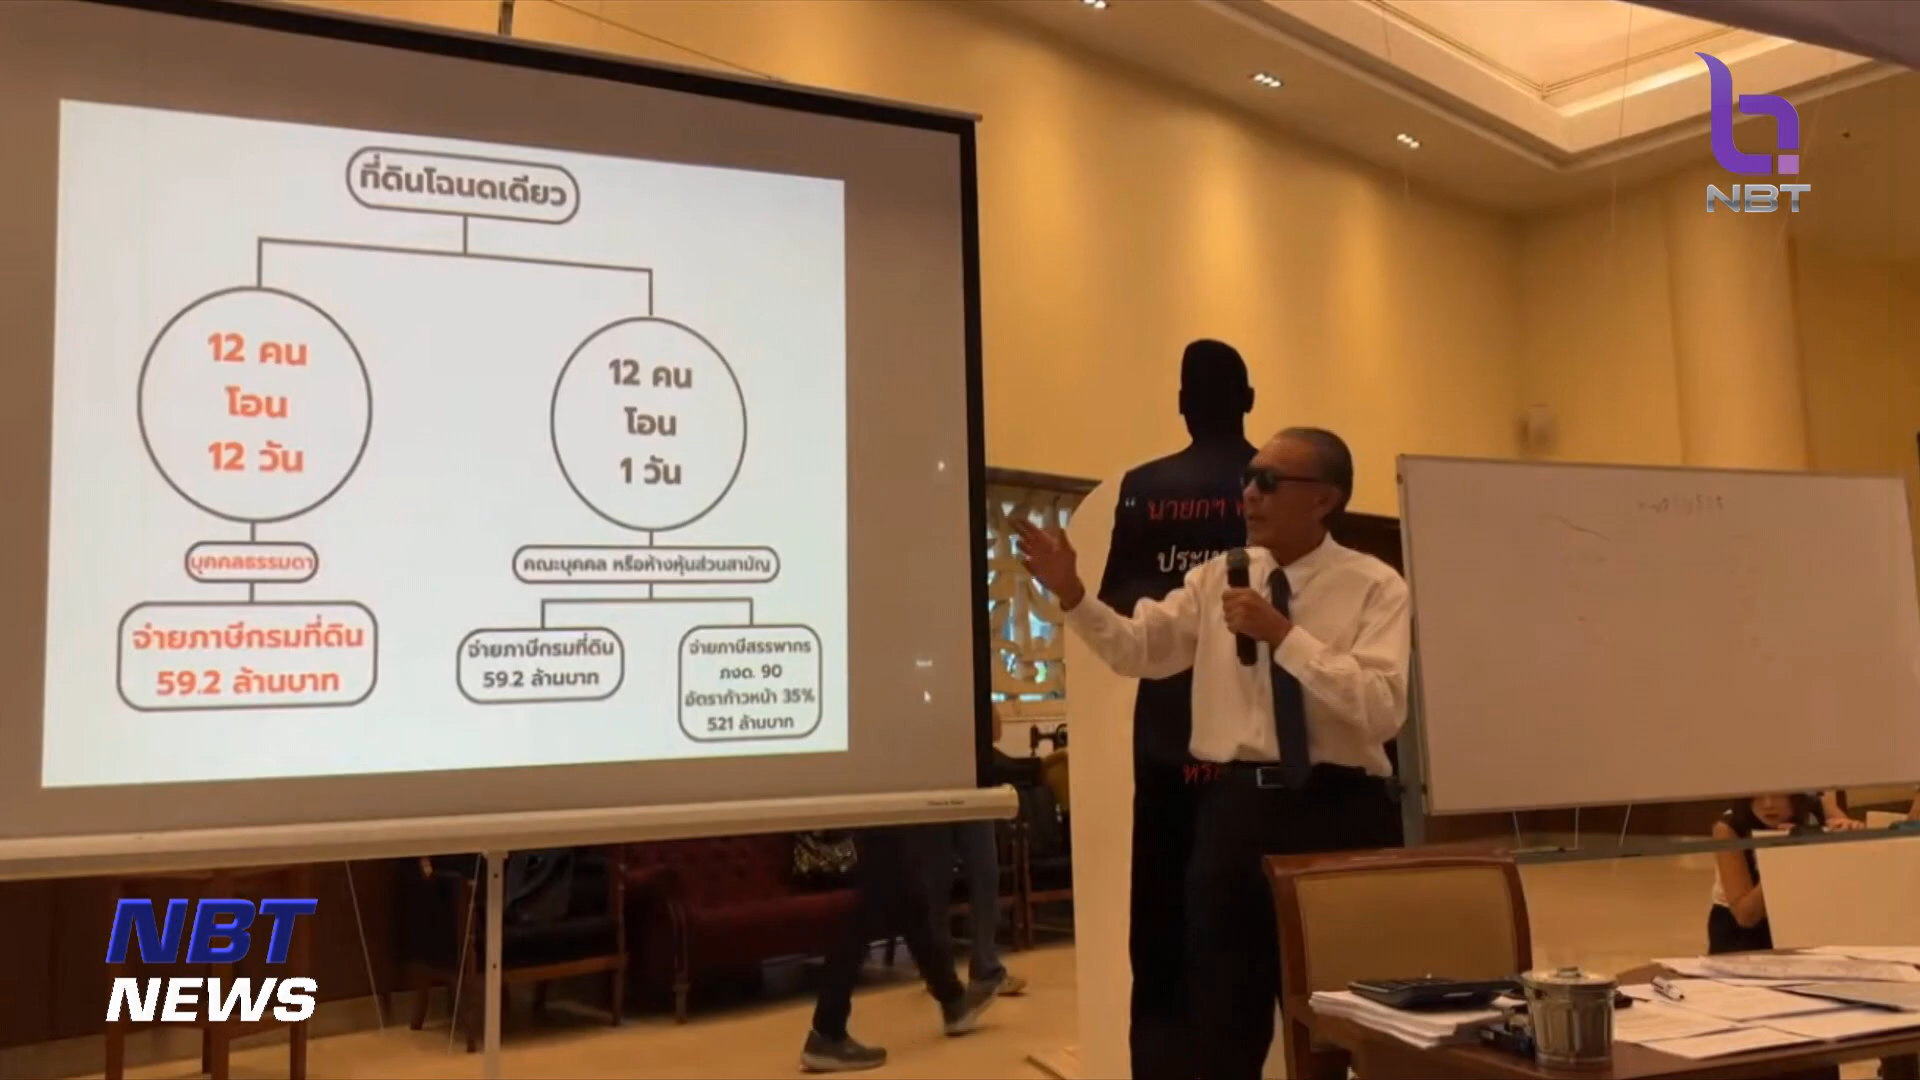 ที่ดินโฉนดเดียว
12 คน
โอน
12 วัน
12 คน
โอน
1 วัน
บุคคลธรรมดา
คณะบุคคล หรือห้างหุ้นส่วนสามัญ
จ่ายภาษีกรมที่ดิน
59.2 ล้านบาท
จ่ายภาษีกรมที่ดิน
59.2 ล้านบาท
จ่ายภาษีสรรพากร
ภงด. 90
อัตราก้าวหน้า 35%
521 ล้านบาท
NBT
“ นายกฯ
NBT
NEWS